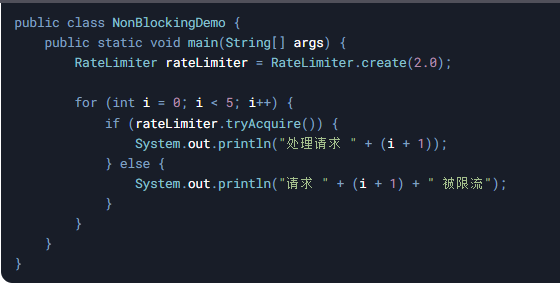 public class NonBlockingDemo {
    public static void main(String[] args) {
        RateLimiter rateLimiter = RateLimiter.create(2.0);
        for (int i = 0; i < 5; i++) {
            if (rateLimiter.tryAcquire()) {
                System.out.println("处理请求 " + (i + 1));
            } else {
                System.out.println("请求 " + (i + 1) + " 被限流");
            }
        }
    }
}